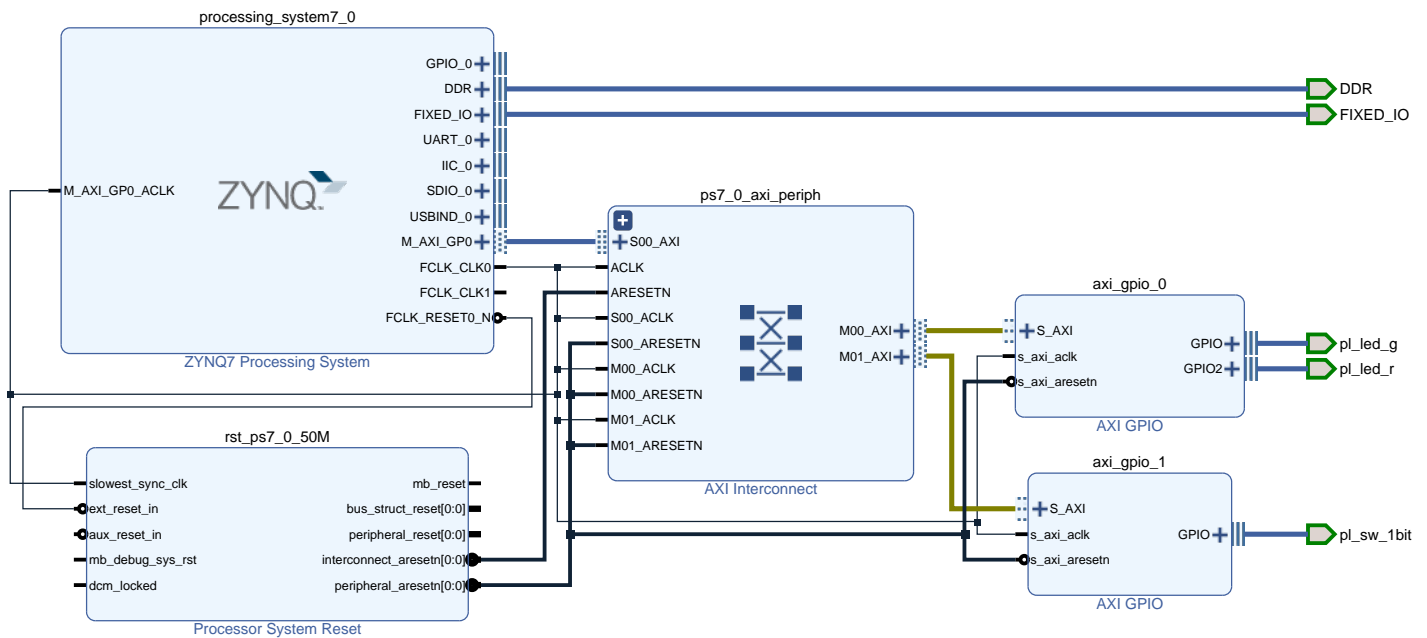 processing_system7_0
GPIO_0
DDR
FIXED_IO
UART_0
IIC_0
M_AXI_GP0_ACLK
SDIO_0
USBIND_0
M_AXI_GP0
FCLK_CLK0
FCLK_CLK1
FCLK_RESET0_N
ZYNQ
ZYNQ7 Processing System
DDR
FIXED_IO
rst_ps7_0_50M
slowest_sync_clk
ext_reset_in
aux_reset_in
mb_debug_sys_rst
dcm_locked
mb_reset
bus_struct_reset[0:0]
peripheral_reset[0:0]
interconnect_aresetn[0:0]
peripheral_aresetn[0:0]
Processor System Reset
ps7_0_axi_periph
S00_AXI
ACLK
ARESETN
S00_ACLK
S00_ARESETN
M00_ACLK
M00_ARESETN
M01_ACLK
M01_ARESETN
M00_AXI
M01_AXI
AXI Interconnect
axi_gpio_0
S_AXI
s_axi_aclk
s_axi_aresetn
GPIO
GPIO2
AXI GPIO
pl_led_g
pl_led_r
axi_gpio_1
S_AXI
s_axi_aclk
s_axi_aresetn
GPIO
AXI GPIO
pl_sw_1bit